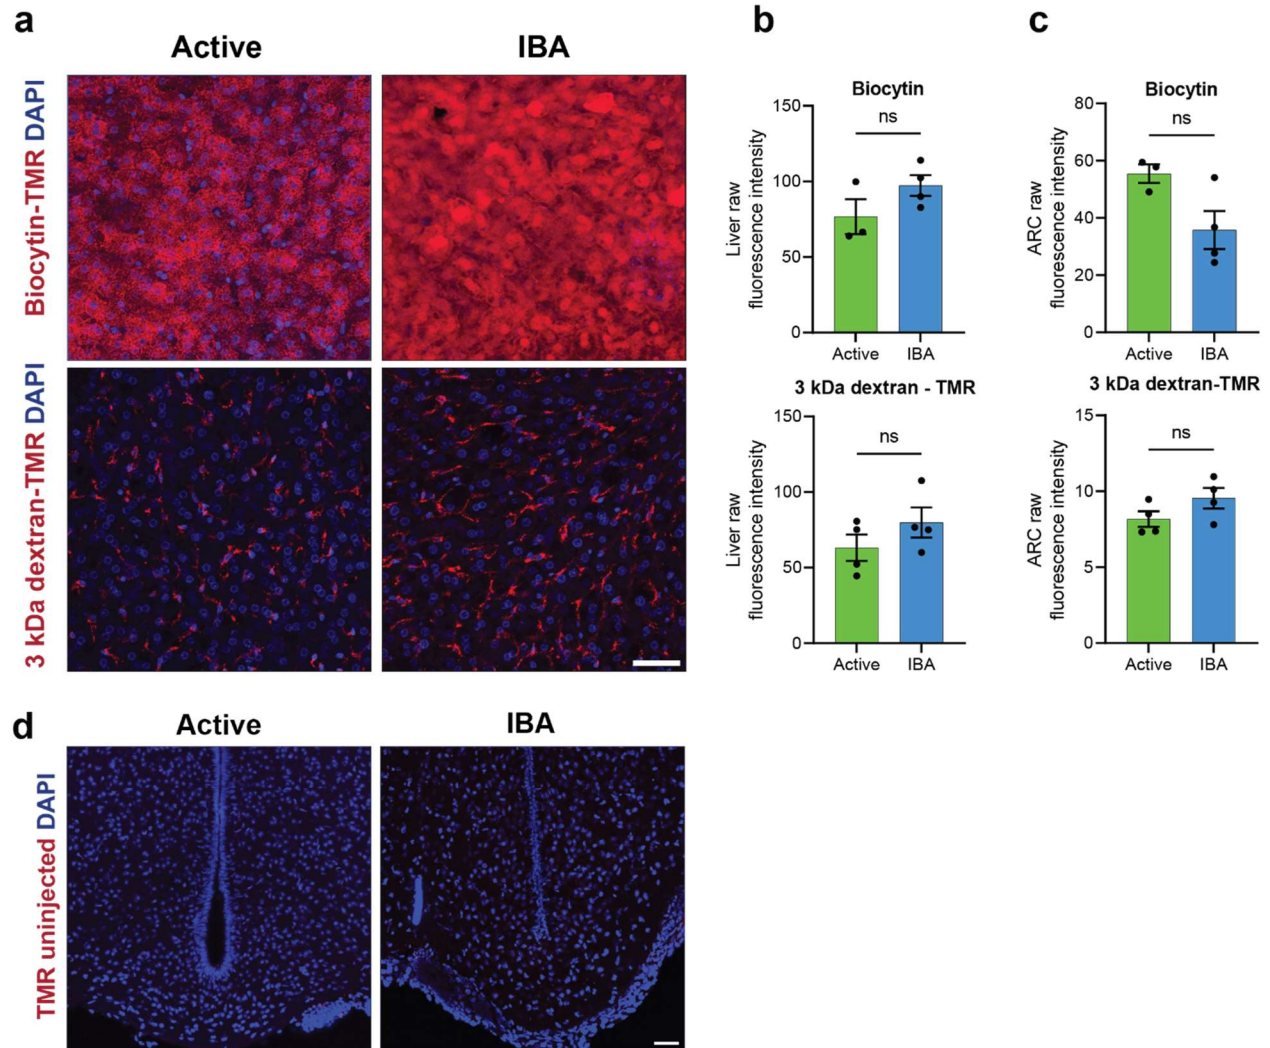 a
Active
IBA
Biocytin-TMR DAPI
3 kDa dextran-TMR DAPI
b
Biocytin
ns
Liver raw
fluorescence intensity
150
100
50
0
Active
IBA
3 kDa dextran - TMR
ns
Liver raw
fluorescence intensity
150
100
50
0
Active
IBA
c
Biocytin
ns
ARC raw
fluorescence intensity
80
60
40
20
0
Active
IBA
3 kDa dextran-TMR
ns
ARC raw
fluorescence intensity
15
10
5
0
Active
IBA
d
Active
IBA
TMR uninjected DAPI